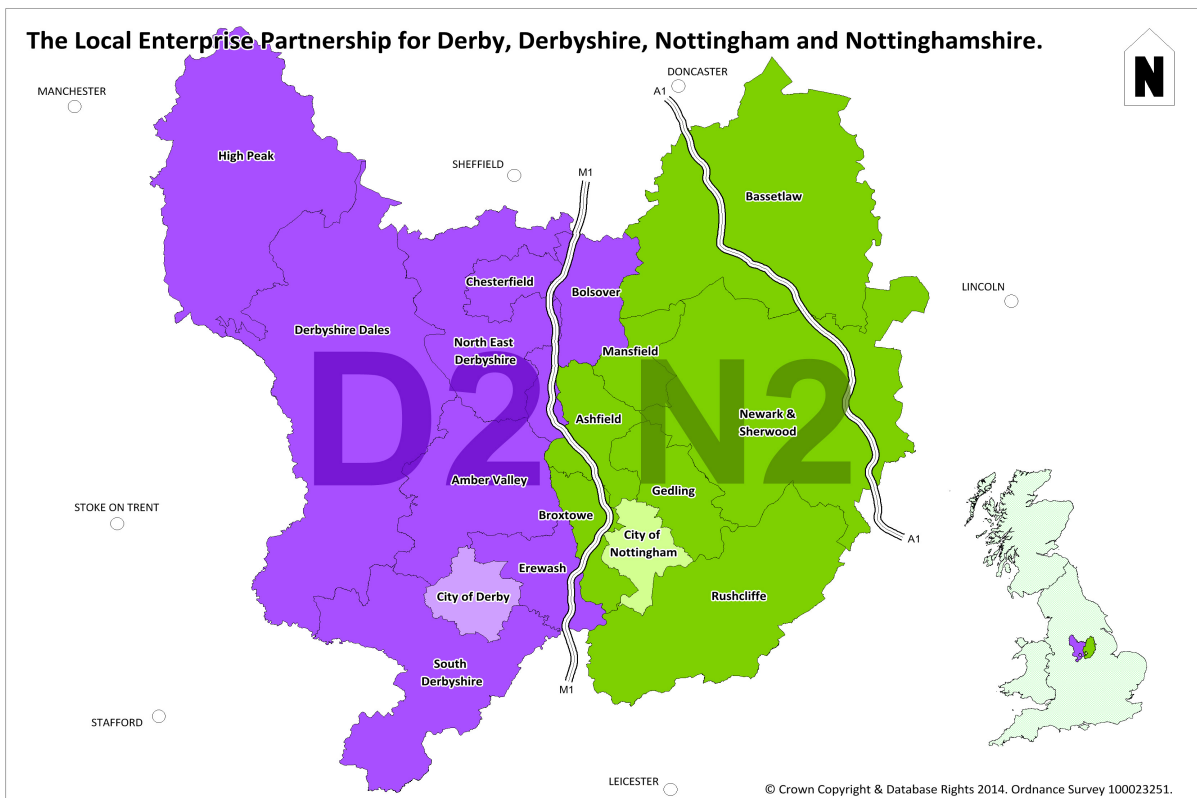 The Local Enterprise Partnership for Derby, Derbyshire, Nottingham and Nottinghamshire.
N
DONCASTER
MANCHESTER
A1
High Peak
SHEFFIELD
M1
Bassetlaw
Chesterfield
Bolsover
LINCOLN
Derbyshire Dales
North East
Derbyshire
Mansfield
D2 N2
Ashfield
Newark &
Sherwood
Amber Valley
Gedling
STOKE ON TRENT
Broxtowe
City of
Nottingham
A1
Erewash
City of Derby
Rushcliffe
South
Derbyshire
M1
STAFFORD
LEICESTER
© Crown Copyright & Database Rights 2014. Ordnance Survey 100023251.